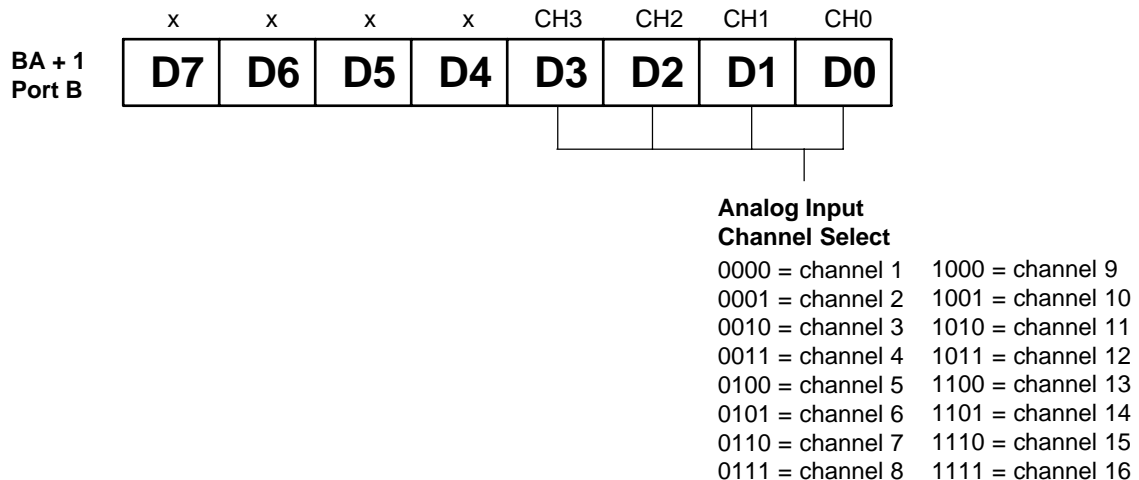 x x x x CH3 CH2 CH1 CH0
BA + 1
Port B
D7 D6 D5 D4 D3 D2 D1 D0
Analog Input
Channel Select
0000 = channel 1 1000 = channel 9
0001 = channel 2 1001 = channel 10
0010 = channel 3 1010 = channel 11
0011 = channel 4 1011 = channel 12
0100 = channel 5 1100 = channel 13
0101 = channel 6 1101 = channel 14
0110 = channel 7 1110 = channel 15
0111 = channel 8 1111 = channel 16